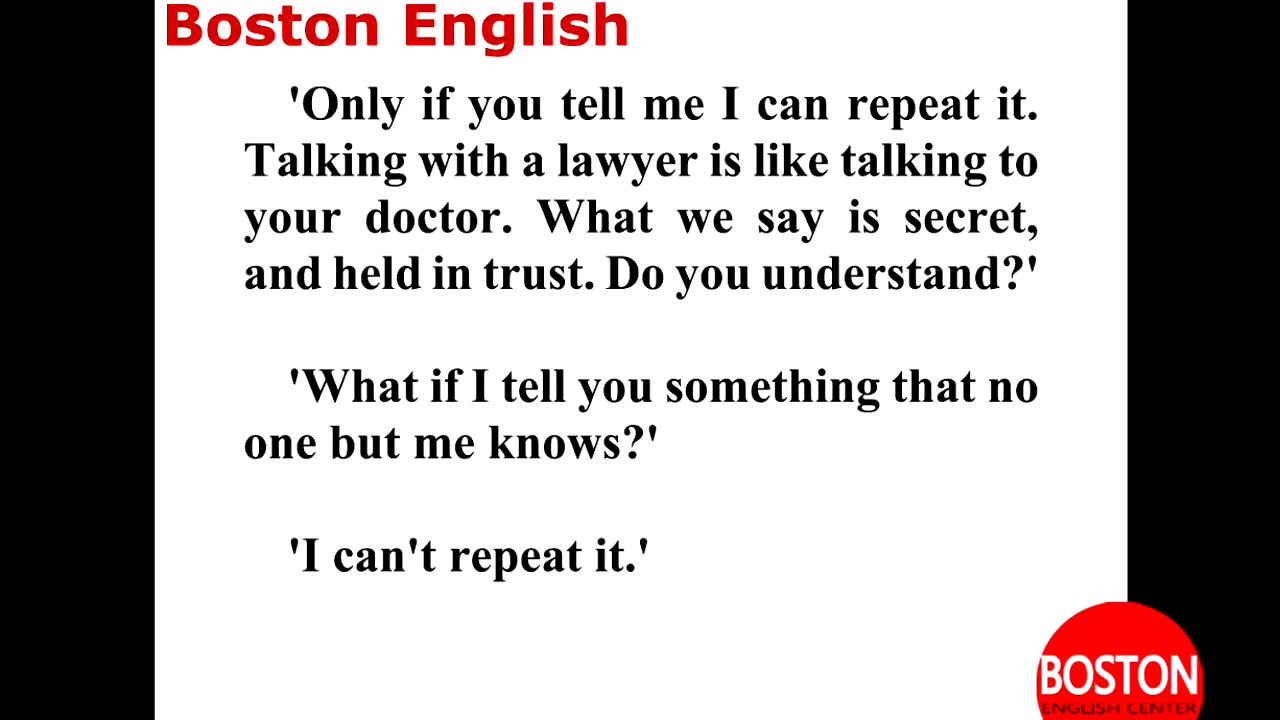 Boston English
'Only if you tell me I can repeat it.
Talking with a lawyer is like talking to
your doctor. What we say is secret,
and held in trust. Do you understand?'
'What if I tell you something that no
one but me knows?'
'I can't repeat it.'
BOSTON
ENGLISH CENTER